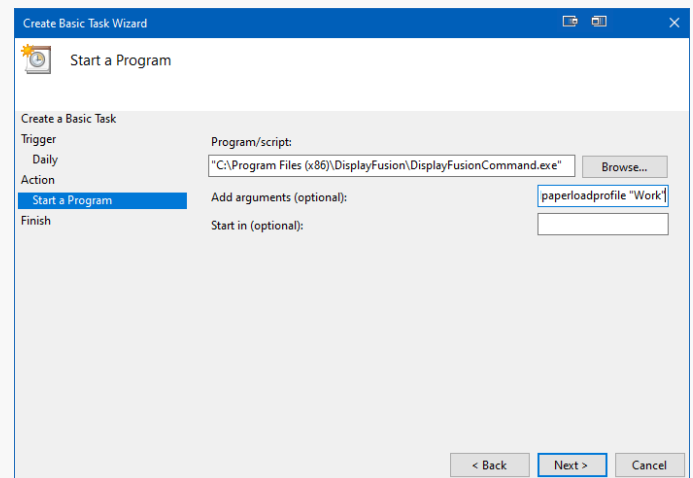 Create Basic Task Wizard
Start a Program
Create a Basic Task
Trigger
Daily
Action
Start a Program
Finish
Program/script:
"C:\Program Files (x86)\DisplayFusion\DisplayFusionCommand.exe"
Browse...
Add arguments (optional):
paperloadprofile "Work"
Start in (optional):
< Back
Next >
Cancel